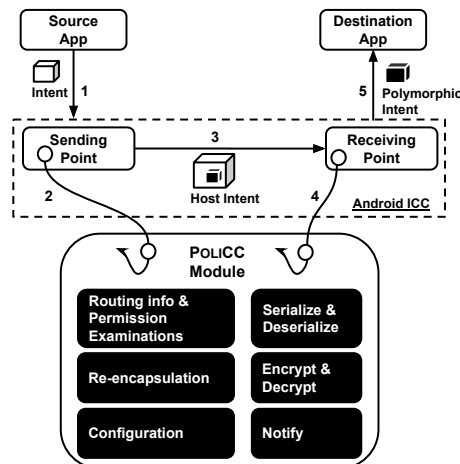 Source
App
Destination
App
Intent
1
5
Polymorphic
Intent
Sending
Point
3
Receiving
Point
Host Intent
2
4
Android ICC
POLICC
Module
Routing info &
Permission
Examinations
Serialize &
Deserialize
Re-encapsulation
Encrypt &
Decrypt
Configuration
Notify